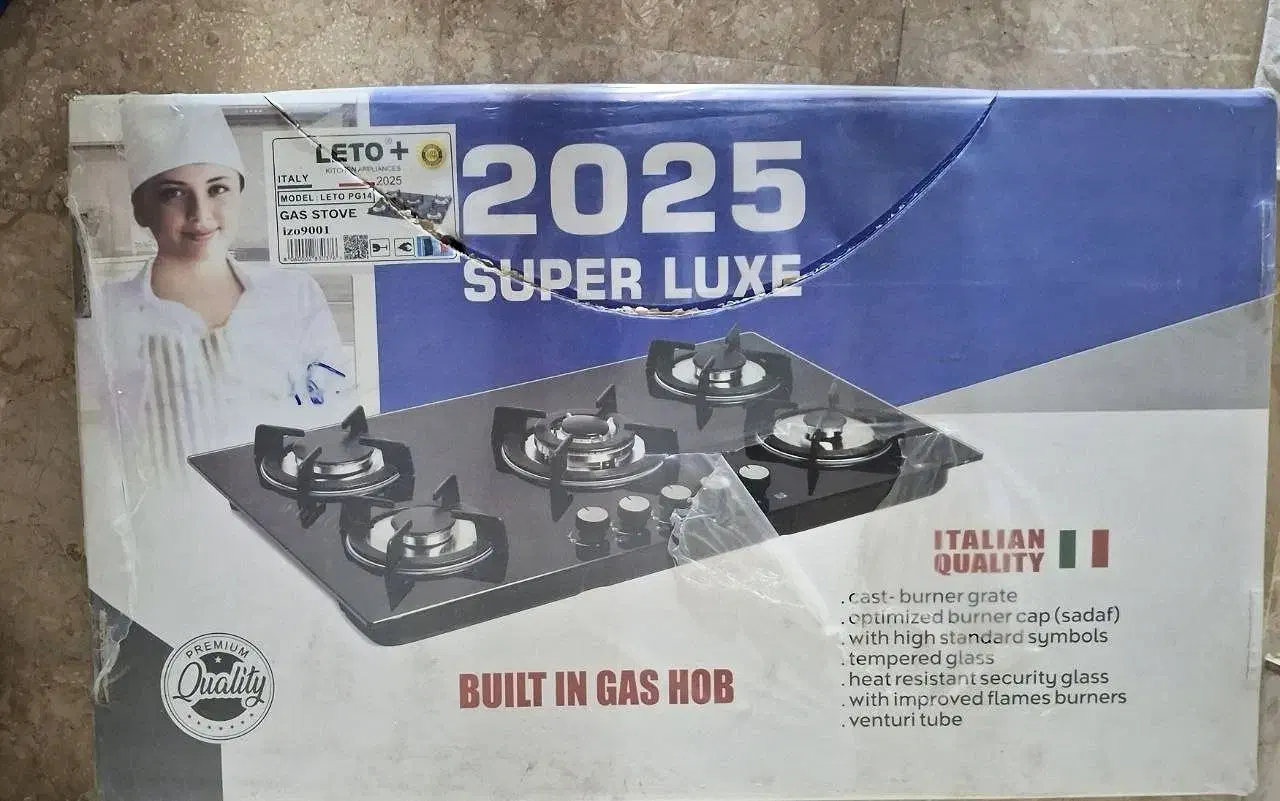 LETO®+
KITCHEN APPLIANCES
ITALY
2025
MODEL: LETO PG14
GAS STOVE
izo9001
2025
SUPER LUXE
ITALIAN
QUALITY
. cast- burner grate
. optimized burner cap (sadaf)
. with high standard symbols
. tempered glass
. heat resistant security glass
. with improved flames burners
. venturi tube
BUILT IN GAS HOB
PREMIUM
Quality